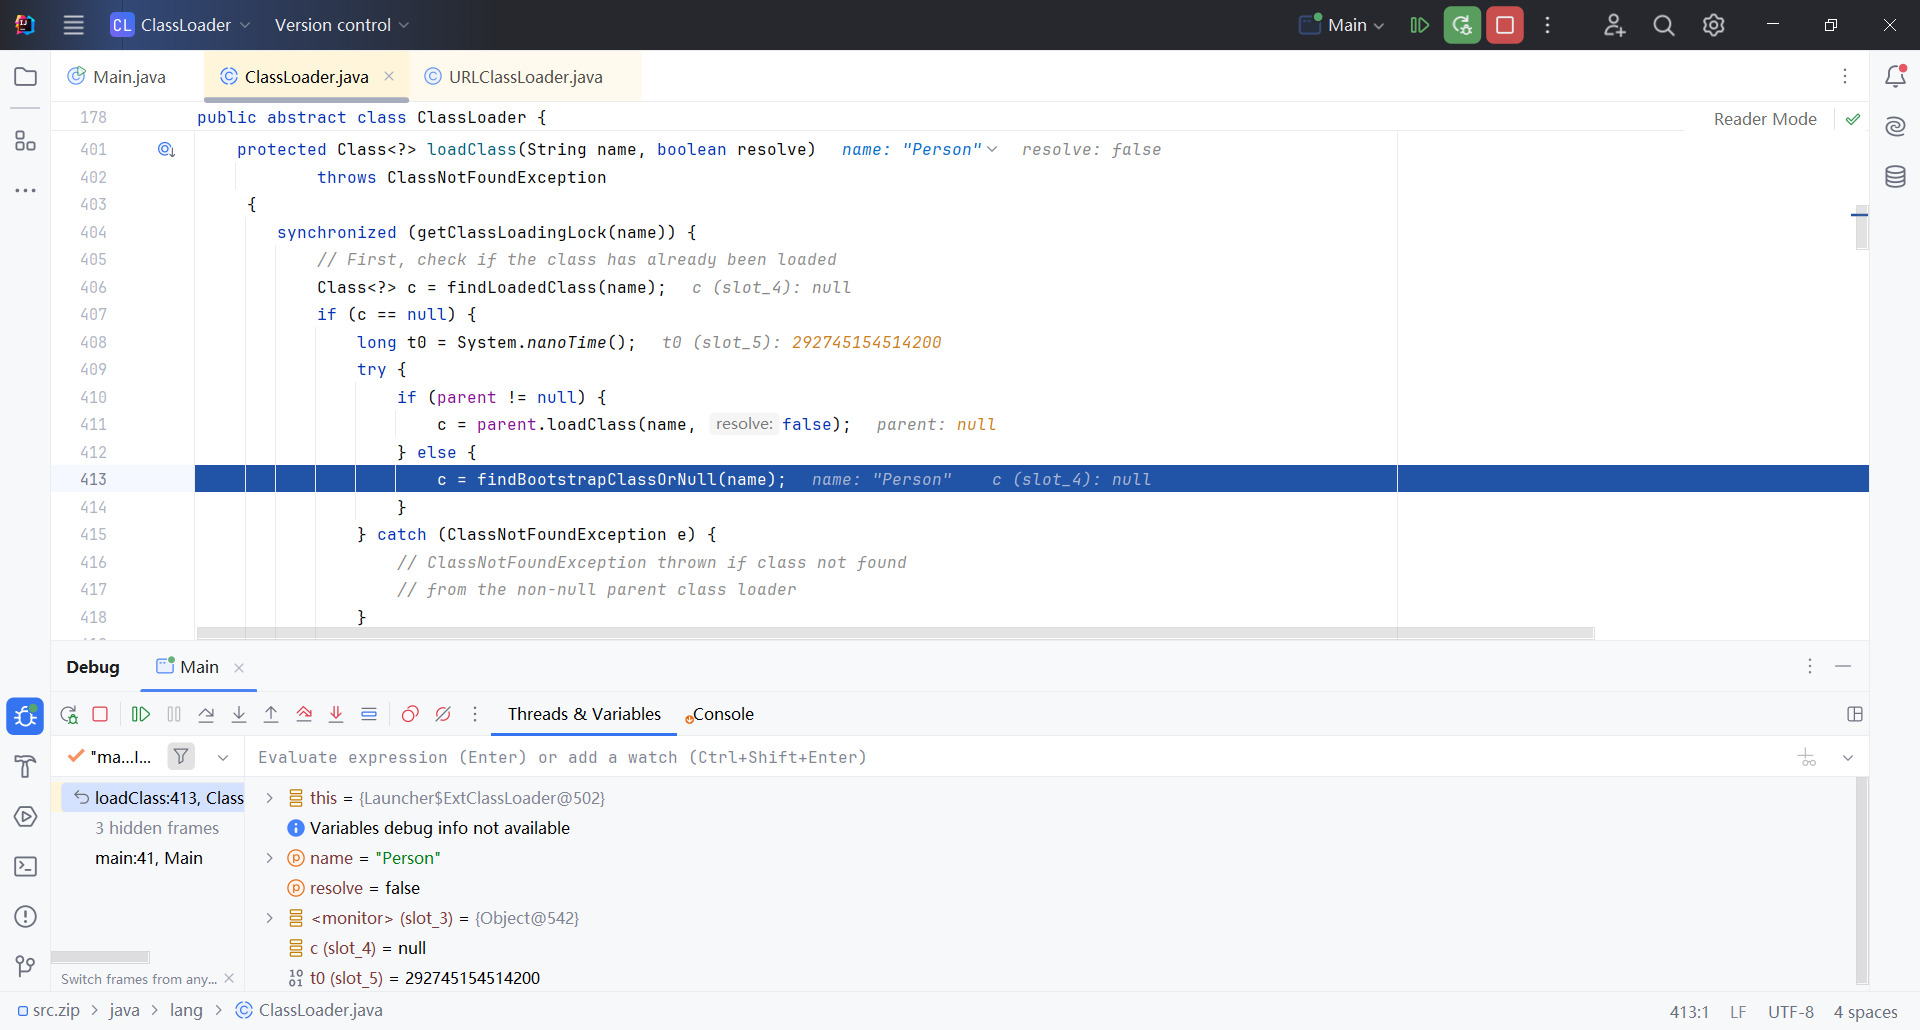 CL ClassLoader Version control Main
Main.java ClassLoader.java URLClassLoader.java
178 public abstract class ClassLoader { Reader Mode
401 protected Class<?> loadClass(String name, boolean resolve) name: "Person" resolve: false
402 throws ClassNotFoundException
403 {
404 synchronized (getClassLoadingLock(name)) {
405 // First, check if the class has already been loaded
406 Class<?> c = findLoadedClass(name); c (slot_4): null
407 if (c == null) {
408 long t0 = System.nanoTime(); t0 (slot_5): 292745154514200
409 try {
410 if (parent != null) {
411 c = parent.loadClass(name, resolve: false); parent: null
412 } else {
413 c = findBootstrapClassOrNull(name); name: "Person" c (slot_4): null
414 }
415 } catch (ClassNotFoundException e) {
416 // ClassNotFoundException thrown if class not found
417 // from the non-null parent class loader
418 }
Debug Main
Threads & Variables Console
"ma...l... Evaluate expression (Enter) or add a watch (Ctrl+Shift+Enter)
loadClass:413, Class
3 hidden frames
main:41, Main
this = {Launcher$ExtClassLoader@502}
Variables debug info not available
name = "Person"
resolve = false
<monitor> (slot_3) = {Object@542}
c (slot_4) = null
t0 (slot_5) = 292745154514200
Switch frames from any...
src.zip > java > lang > ClassLoader.java 413:1 LF UTF-8 4 spaces